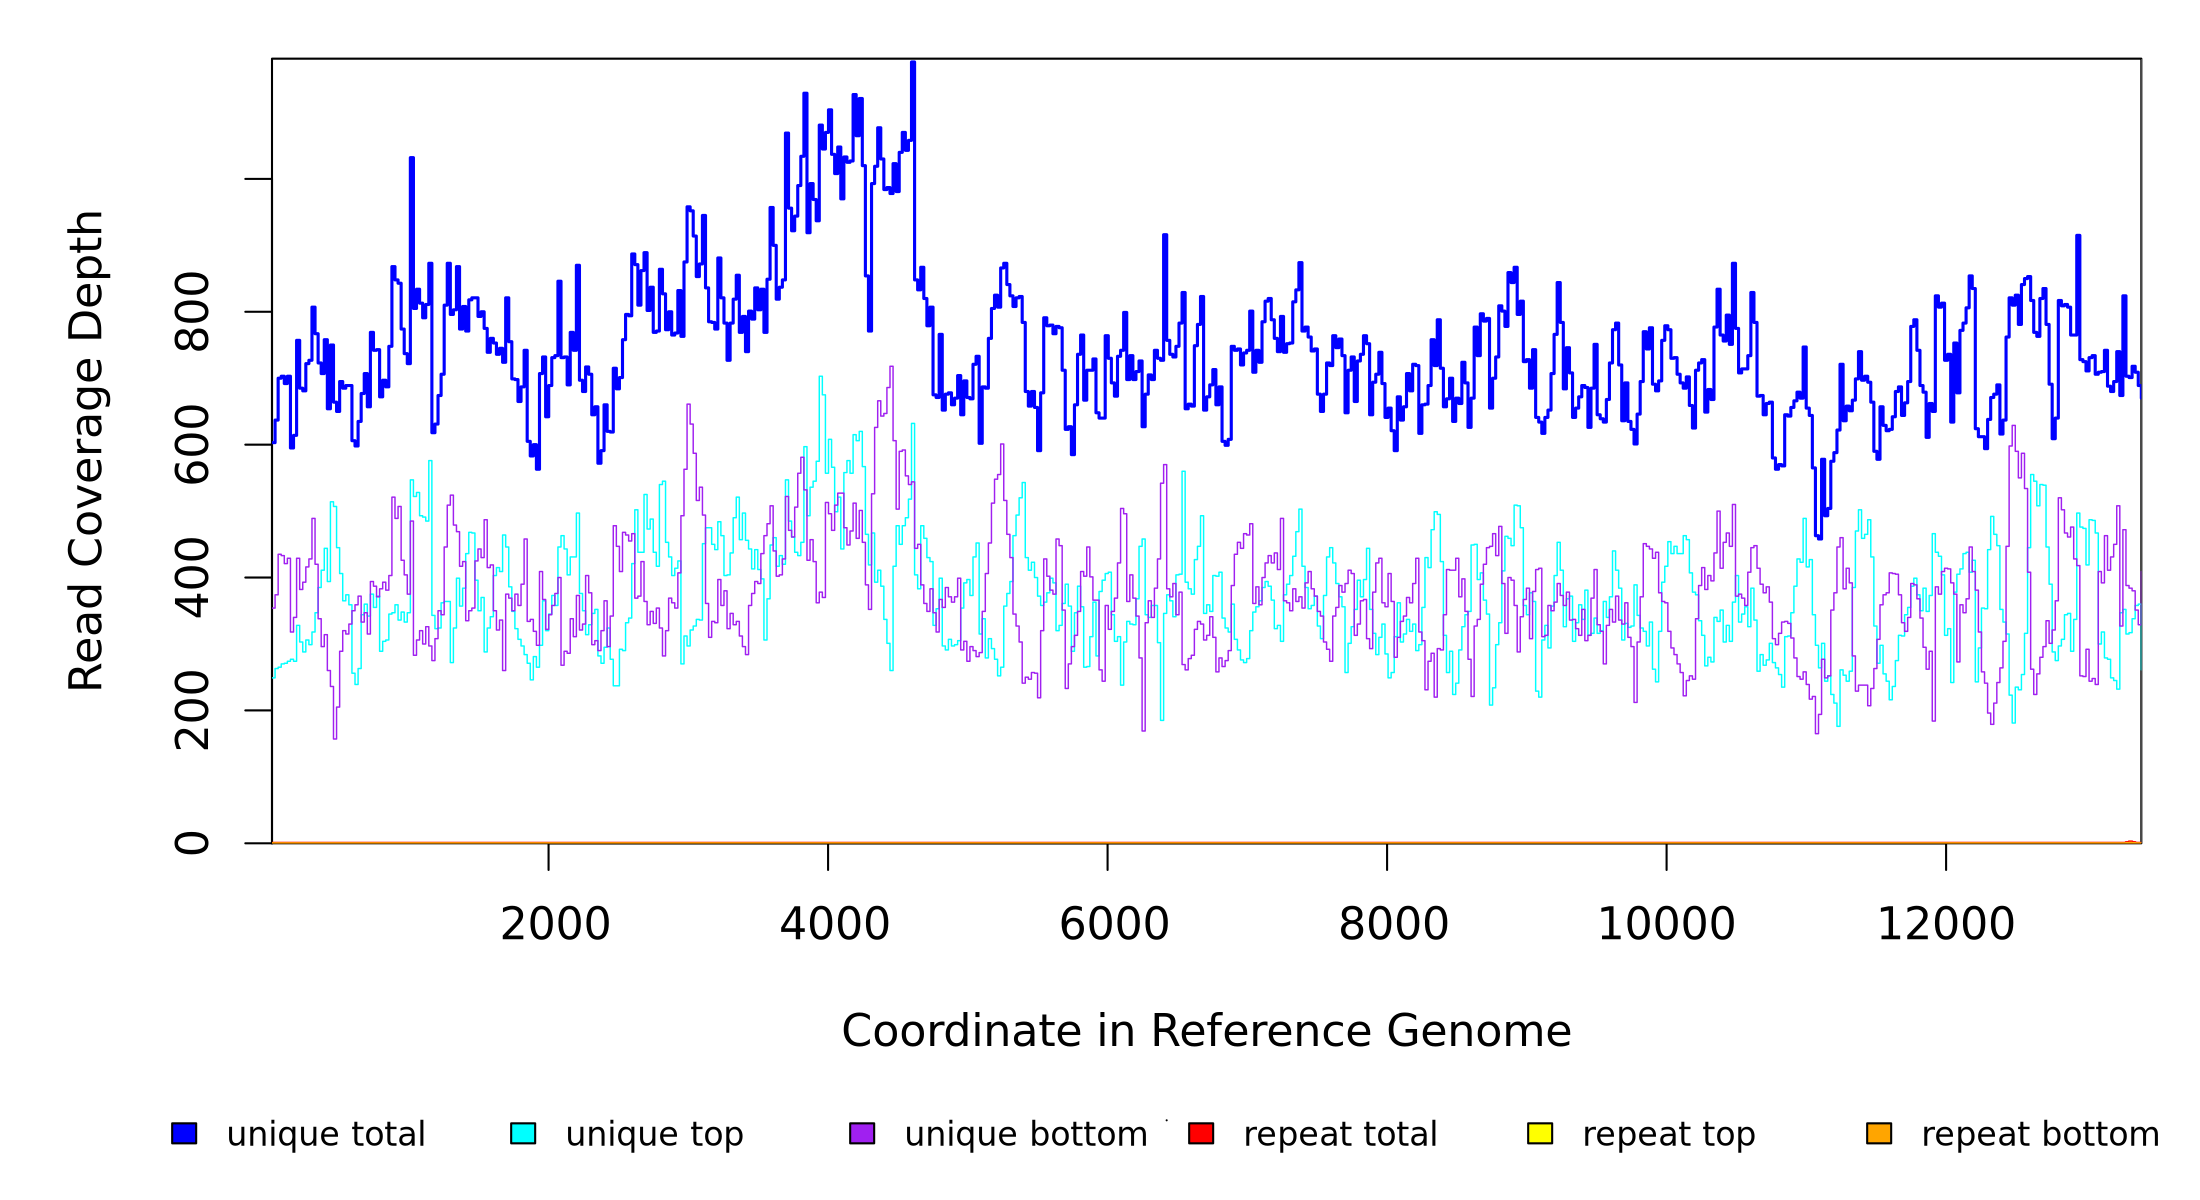 Read Coverage Depth
800
600
400
200
0
2000 4000 6000 8000 10000 12000
Coordinate in Reference Genome
unique total unique top unique bottom repeat total repeat top repeat bottom